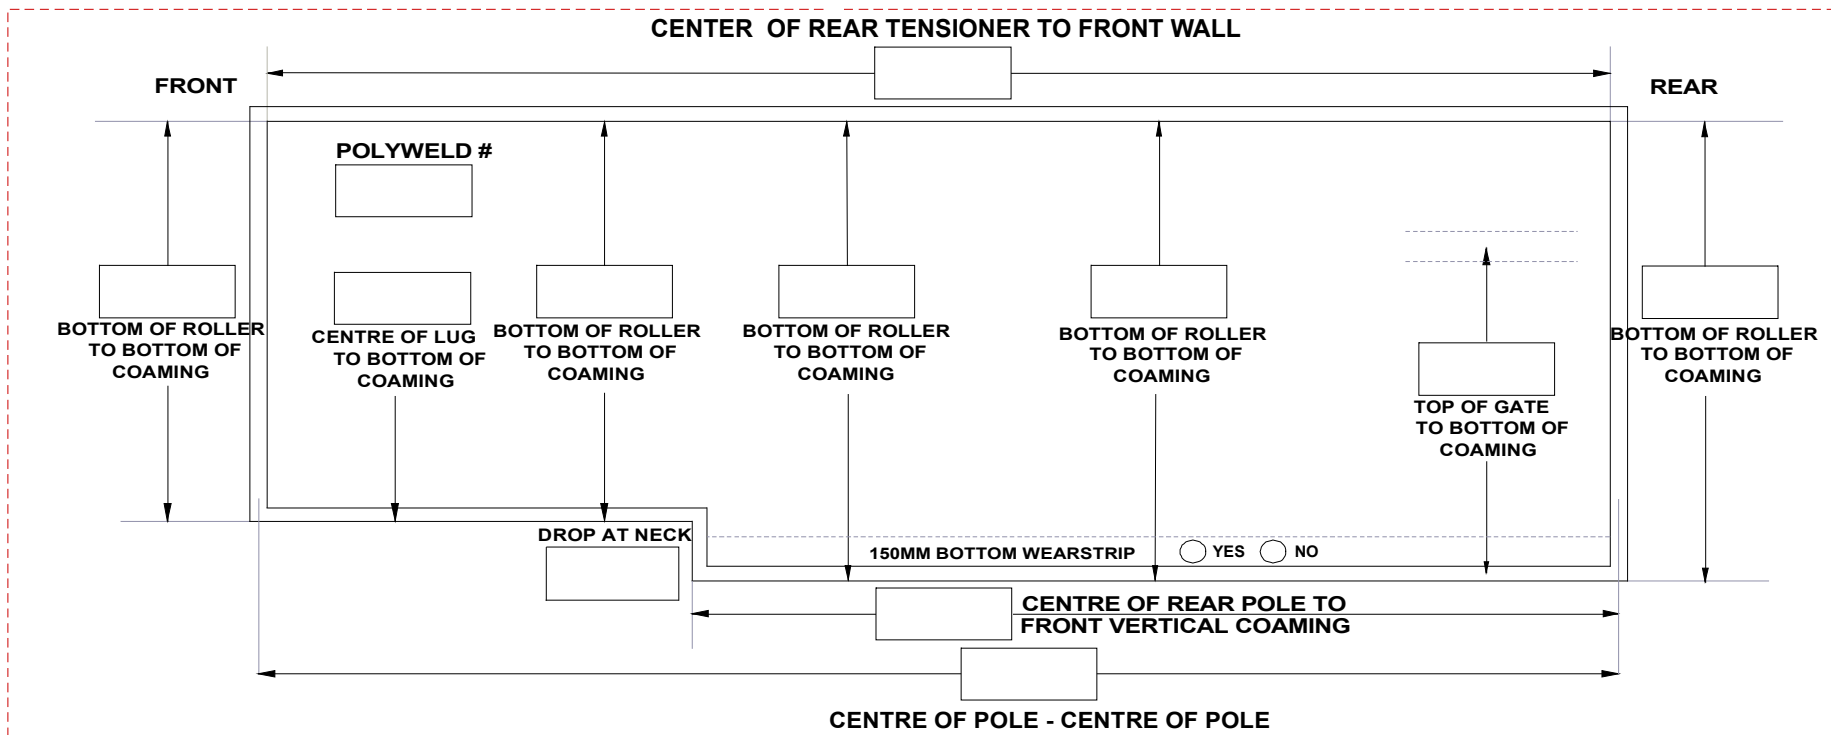 CENTER OF REAR TENSIONER TO FRONT WALL
FRONT
REAR
POLYWELD #
BOTTOM OF ROLLER
TO BOTTOM OF
COAMING
CENTRE OF LUG
TO BOTTOM OF
COAMING
BOTTOM OF ROLLER
TO BOTTOM OF
COAMING
BOTTOM OF ROLLER
TO BOTTOM OF
COAMING
BOTTOM OF ROLLER
TO BOTTOM OF
COAMING
TOP OF GATE
TO BOTTOM OF
COAMING
BOTTOM OF ROLLER
TO BOTTOM OF
COAMING
DROP AT NECK
150MM BOTTOM WEARSTRIP YES NO
CENTRE OF REAR POLE TO
FRONT VERTICAL COAMING
CENTRE OF POLE - CENTRE OF POLE